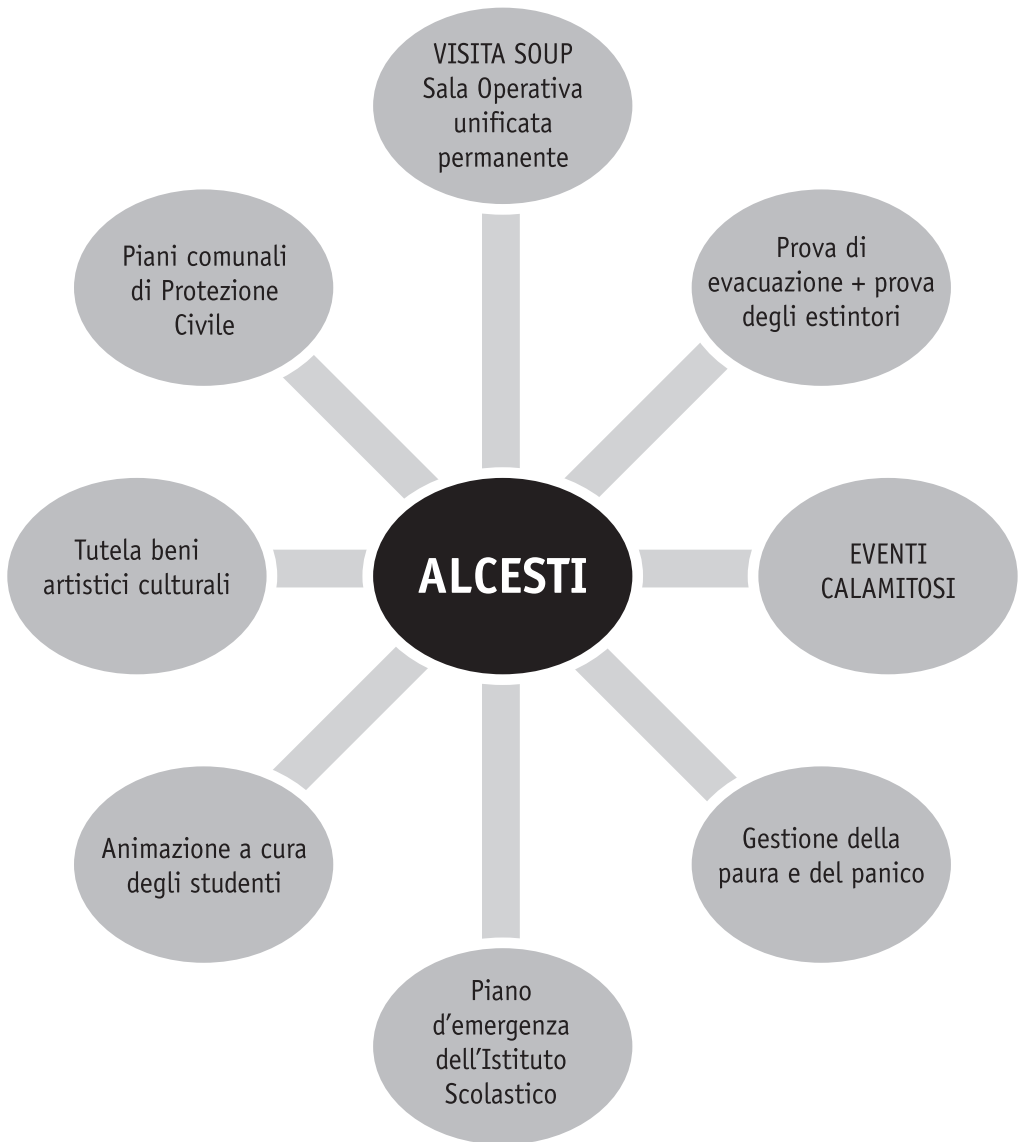 VISITA SOUP
Sala Operativa
unificata
permanente
Piani comunali
di Protezione
Civile
Prova di
evacuazione + prova
degli estintori
Tutela beni
artistici culturali
ALCESTI
EVENTI
CALAMITOSI
Animazione a cura
degli studenti
Gestione della
paura e del panico
Piano
d'emergenza
dell'Istituto
Scolastico